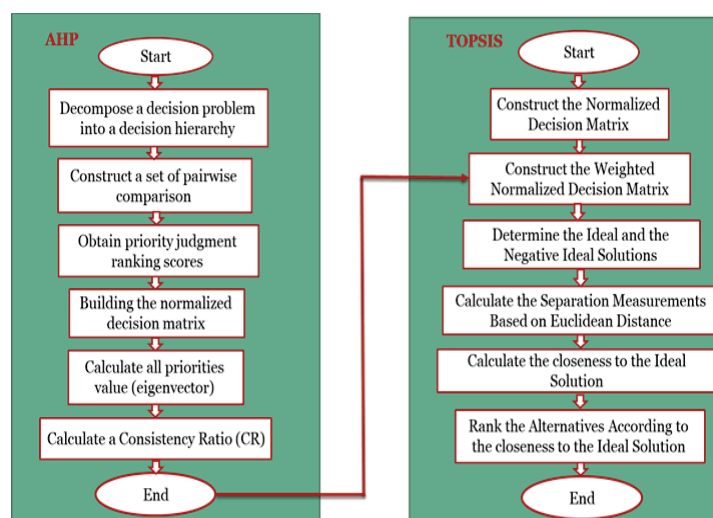 AHP
Start
Decompose a decision problem
into a decision hierarchy
Construct a set of pairwise
comparison
Obtain priority judgment
ranking scores
Building the normalized
decision matrix
Calculate all priorities
value (eigenvector)
Calculate a Consistency Ratio (CR)
End
TOPSIS
Start
Construct the Normalized
Decision Matrix
Construct the Weighted
Normalized Decision Matrix
Determine the Ideal and the
Negative Ideal Solutions
Calculate the Separation Measurements
Based on Euclidean Distance
Calculate the closeness to the Ideal
Solution
Rank the Alternatives According to
the closeness to the Ideal Solution
End